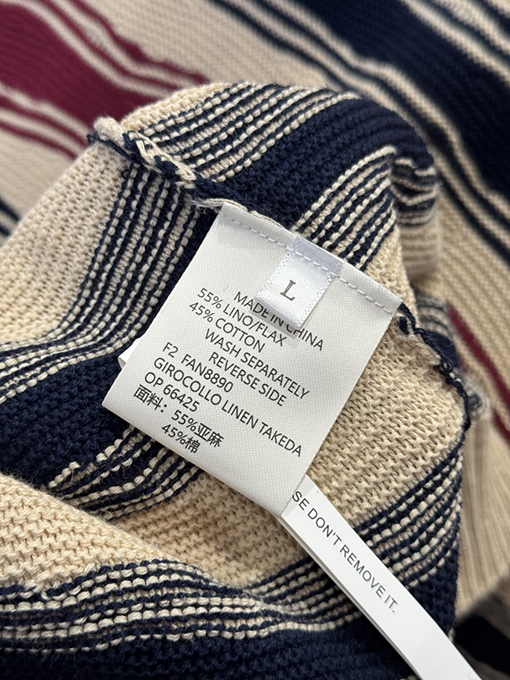 L
MADE IN CHINA
55% LINO/FLAX
45% COTTON
WASH SEPARATELY
REVERSE SIDE
F2 FAN8890
GIROCOLLO LINEN TAKEDA
OP 66425
面料：55%亚麻
45%棉
SE DON'T REMOVE IT.